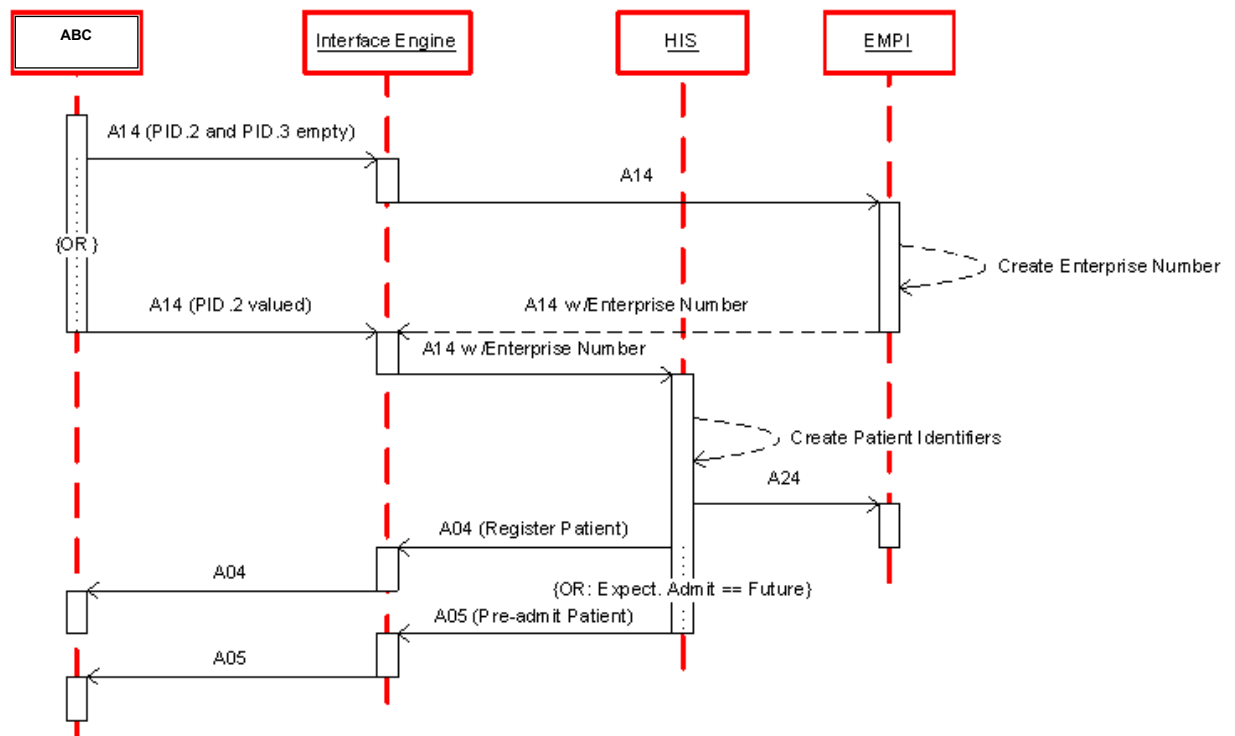 ABC
Interface Engine
HIS
EMPI
A14 (PID.2 and PID.3 empty)
A14
{OR }
Create Enterprise Number
A14 (PID.2 valued)
A14 w/Enterprise Number
A14 w/Enterprise Number
Create Patient Identifiers
A24
A04 (Register Patient)
A04
{OR: Expect. Admit == Future}
A05 (Pre-admit Patient)
A05